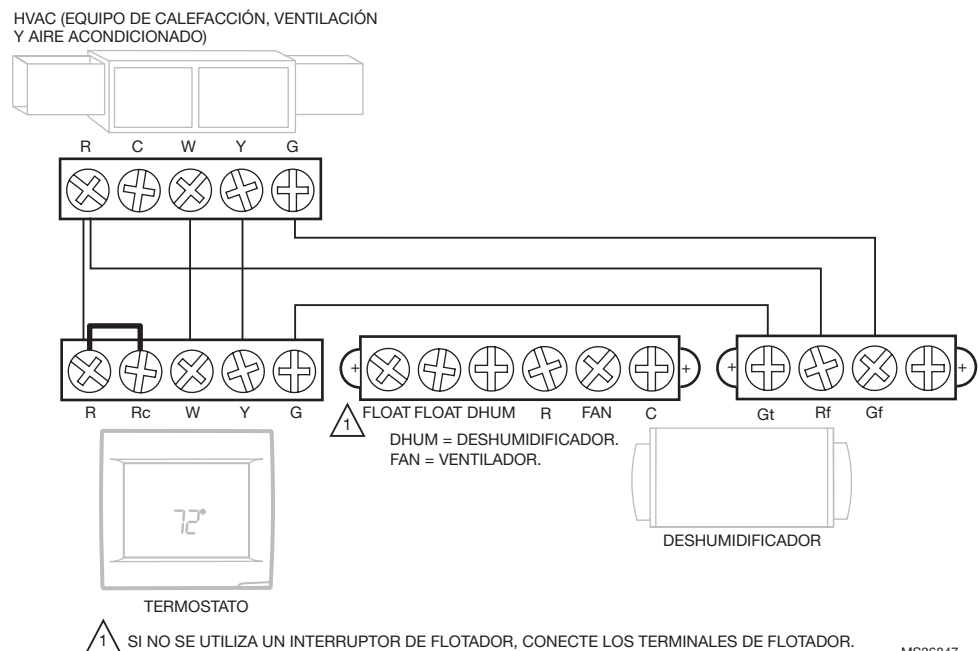 HVAC (EQUIPO DE CALEFACCIÓN, VENTILACIÓN
Y AIRE ACONDICIONADO)
R C W Y G
R Rc W Y G
1 FLOAT FLOAT DHUM R FAN C
Gt Rf Gf
DHUM = DESHUMIDIFICADOR.
FAN = VENTILADOR.
72°
DESHUMIDIFICADOR
TERMOSTATO
1 SI NO SE UTILIZA UN INTERRUPTOR DE FLOTADOR, CONECTE LOS TERMINALES DE FLOTADOR.